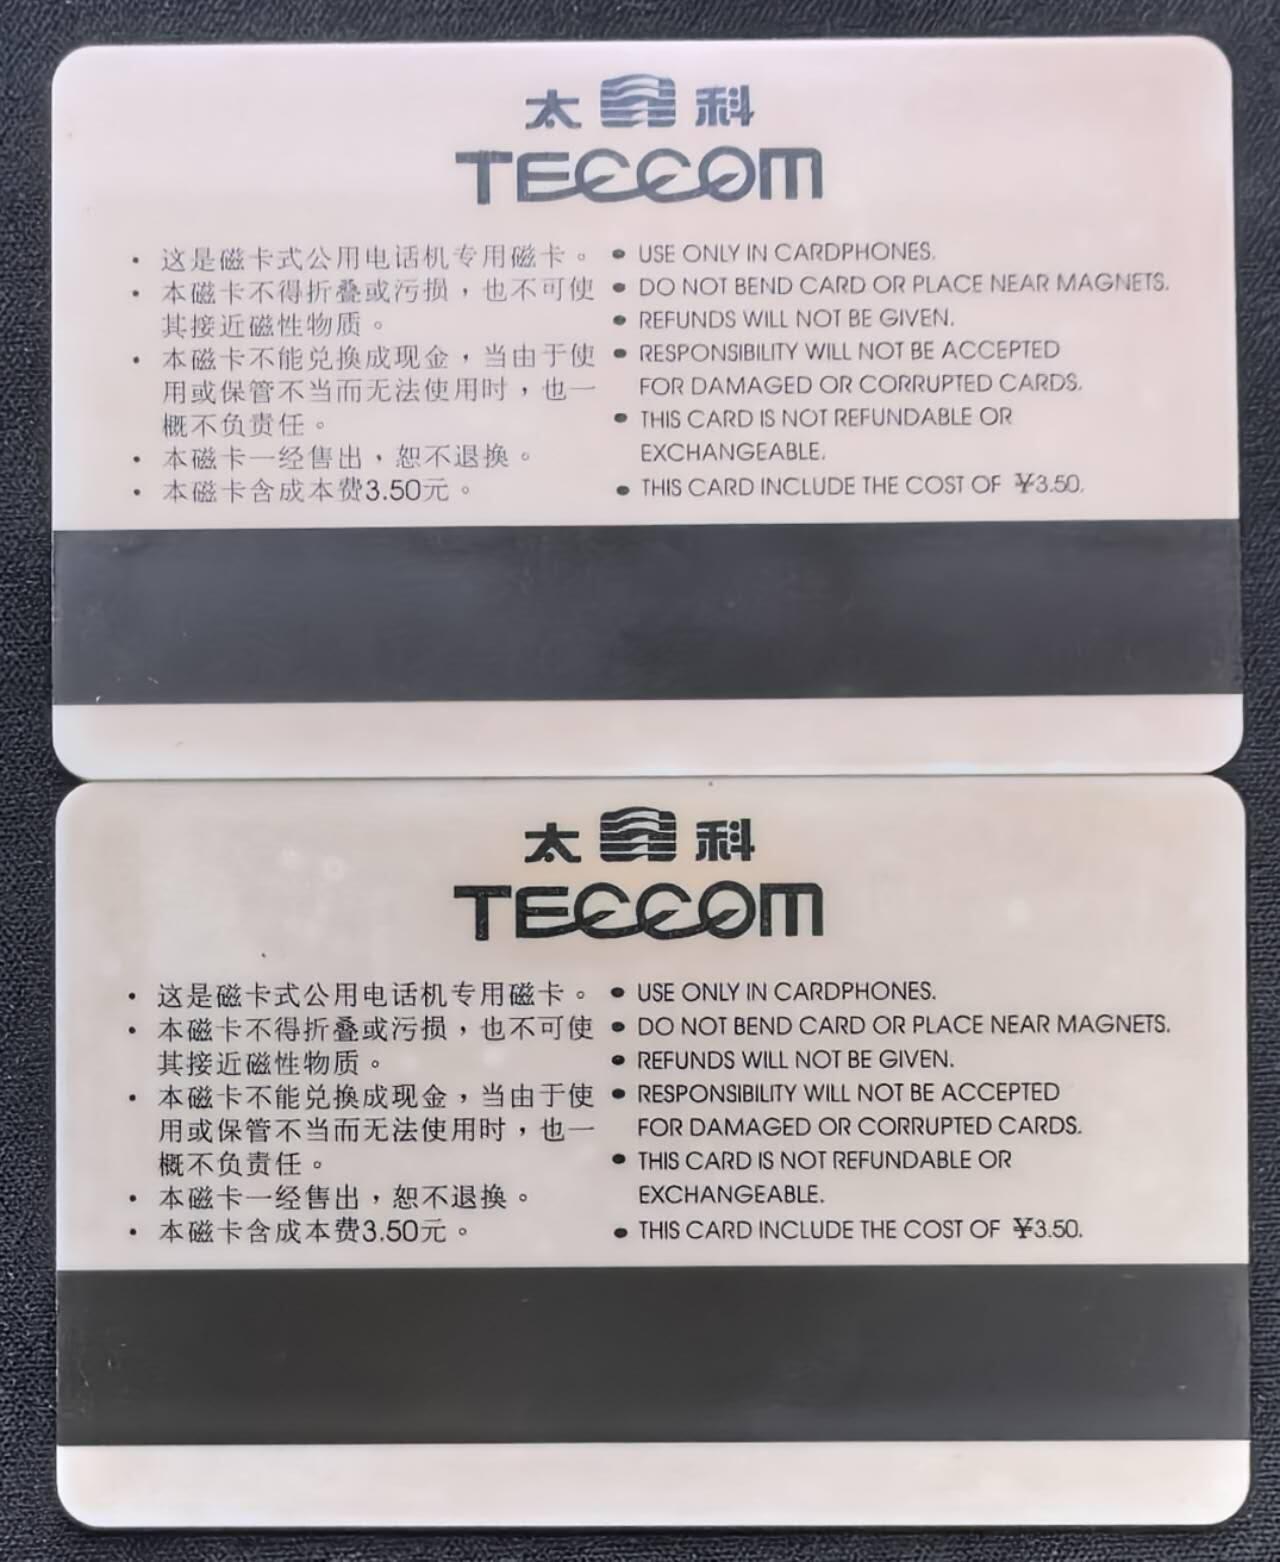 太 科
TECCOM
· 这是磁卡式公用电话机专用磁卡。
· 本磁卡不得折叠或污损，也不可使
其接近磁性物质。
· 本磁卡不能兑换成现金，当由于使
用或保管不当而无法使用时，也一
概不负责任。
· 本磁卡一经售出，恕不退换。
· 本磁卡含成本费3.50元。
● USE ONLY IN CARDPHONES.
● DO NOT BEND CARD OR PLACE NEAR MAGNETS.
● REFUNDS WILL NOT BE GIVEN.
● RESPONSIBILITY WILL NOT BE ACCEPTED
FOR DAMAGED OR CORRUPTED CARDS.
● THIS CARD IS NOT REFUNDABLE OR
EXCHANGEABLE.
● THIS CARD INCLUDE THE COST OF ¥3.50.
太 科
TECCOM
· 这是磁卡式公用电话机专用磁卡。
· 本磁卡不得折叠或污损，也不可使
其接近磁性物质。
· 本磁卡不能兑换成现金，当由于使
用或保管不当而无法使用时，也一
概不负责任。
· 本磁卡一经售出，恕不退换。
· 本磁卡含成本费3.50元。
● USE ONLY IN CARDPHONES.
● DO NOT BEND CARD OR PLACE NEAR MAGNETS.
● REFUNDS WILL NOT BE GIVEN.
● RESPONSIBILITY WILL NOT BE ACCEPTED
FOR DAMAGED OR CORRUPTED CARDS.
● THIS CARD IS NOT REFUNDABLE OR
EXCHANGEABLE.
● THIS CARD INCLUDE THE COST OF ¥3.50.